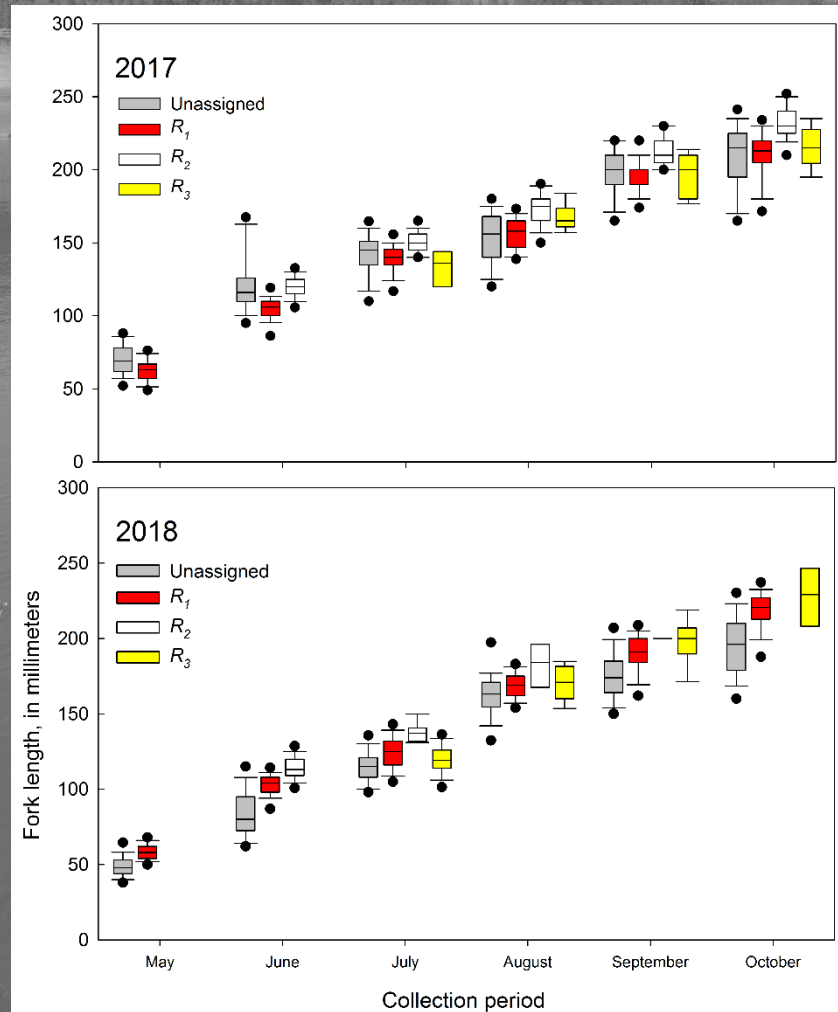 300
250
200
150
100
50
0
2017
Unassigned
R1
R2
R3
300
250
200
150
100
50
0
2018
Unassigned
R1
R2
R3
Fork length, in millimeters
May June July August September October
Collection period